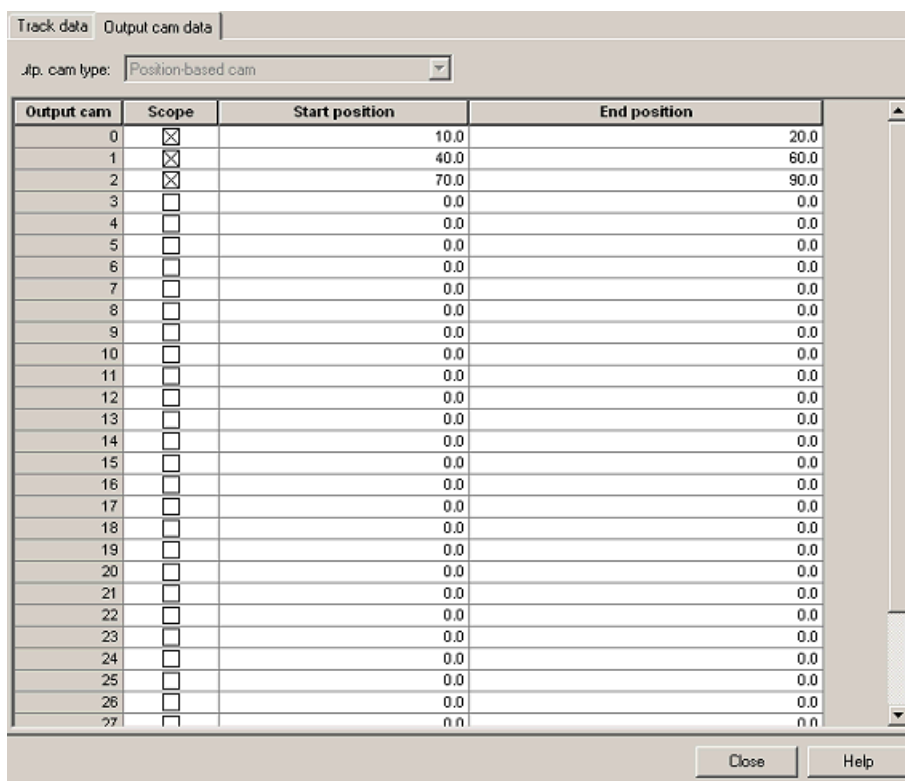 Track data Output cam data
utp. cam type: Position-based cam
Output cam Scope Start position End position
0 10.0 20.0
1 40.0 60.0
2 70.0 90.0
3 0.0 0.0
4 0.0 0.0
5 0.0 0.0
6 0.0 0.0
7 0.0 0.0
8 0.0 0.0
9 0.0 0.0
10 0.0 0.0
11 0.0 0.0
12 0.0 0.0
13 0.0 0.0
14 0.0 0.0
15 0.0 0.0
16 0.0 0.0
17 0.0 0.0
18 0.0 0.0
19 0.0 0.0
20 0.0 0.0
21 0.0 0.0
22 0.0 0.0
23 0.0 0.0
24 0.0 0.0
25 0.0 0.0
26 0.0 0.0
27 0.0 0.0
Close Help